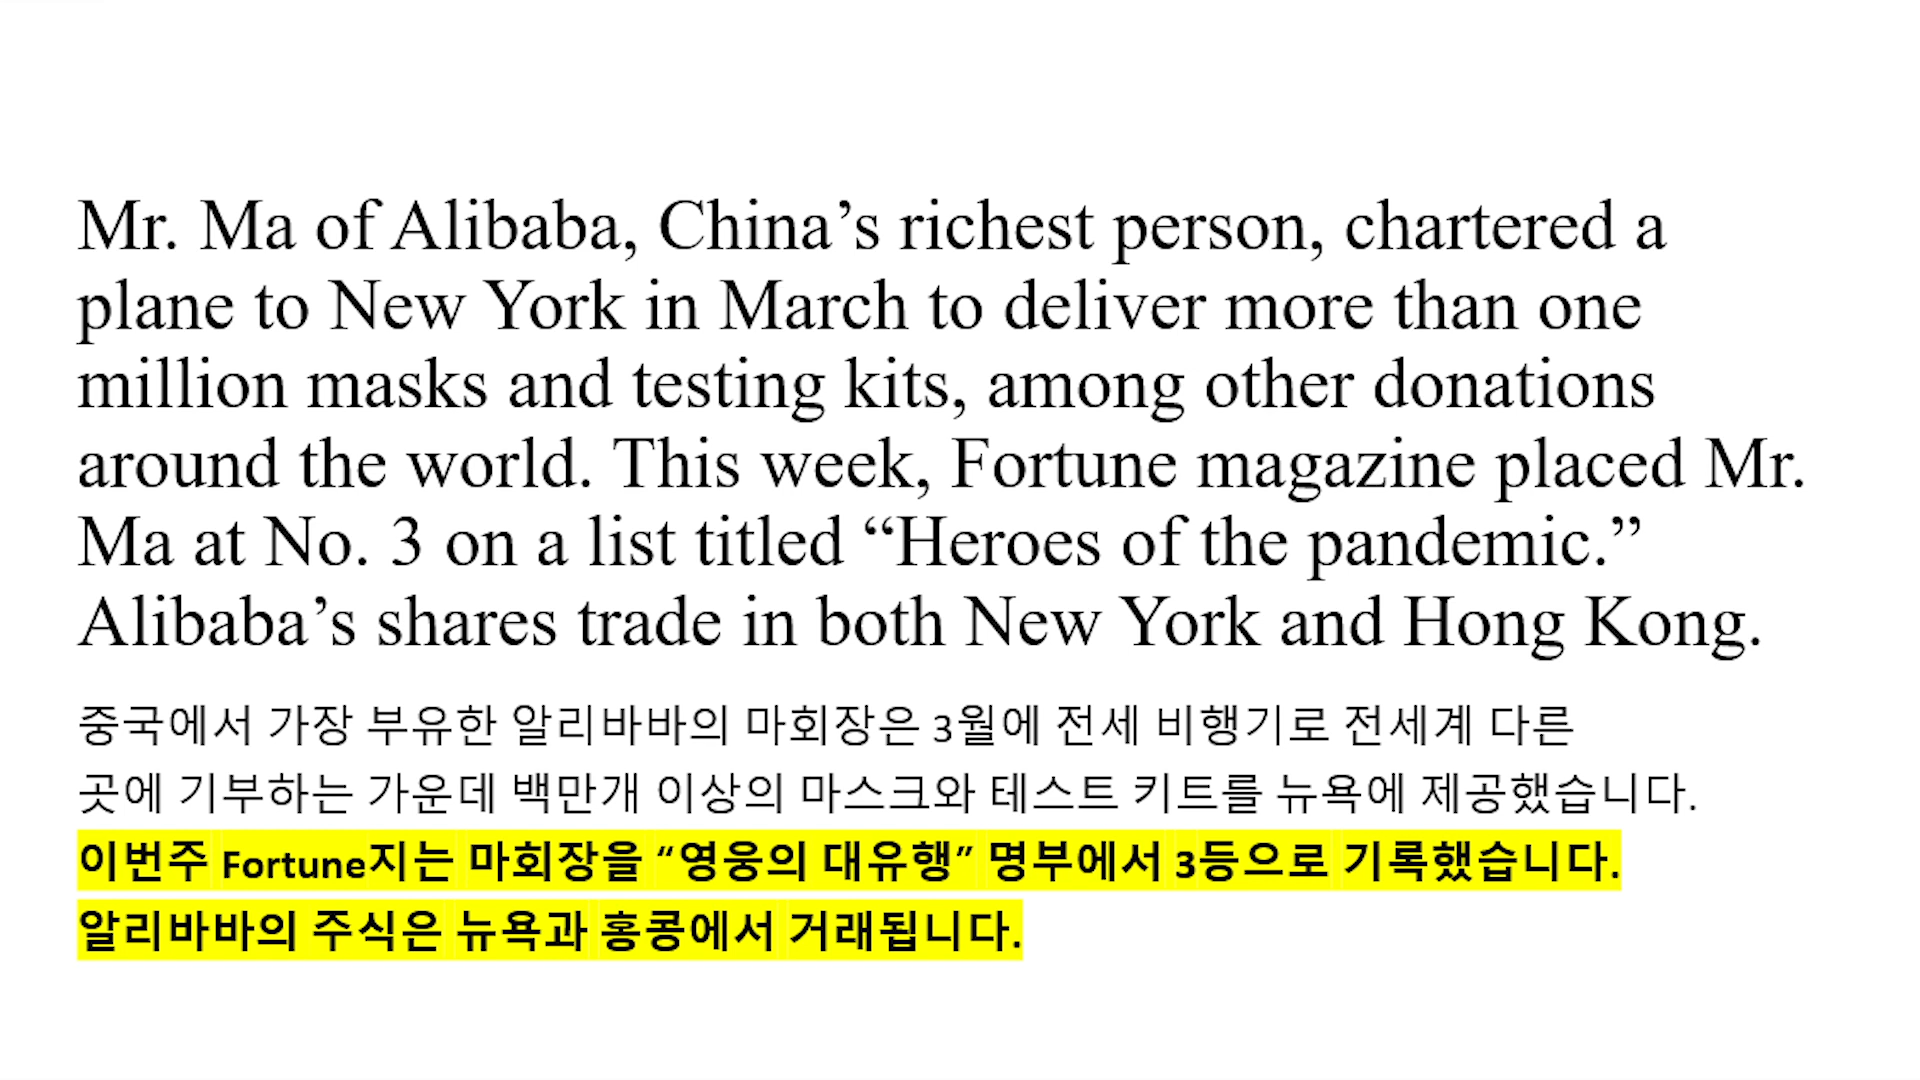 Mr. Ma of Alibaba, China’s richest person, chartered a
plane to New York in March to deliver more than one
million masks and testing kits, among other donations
around the world. This week, Fortune magazine placed Mr.
Ma at No. 3 on a list titled “Heroes of the pandemic.”
Alibaba’s shares trade in both New York and Hong Kong.
중국에서 가장 부유한 알리바바의 마회장은 3월에 전세 비행기로 전세계 다른
곳에 기부하는 가운데 백만개 이상의 마스크와 테스트 키트를 뉴욕에 제공했습니다.
이번주 Fortune지는 마회장을 “영웅의 대유행” 명부에서 3등으로 기록했습니다.
알리바바의 주식은 뉴욕과 홍콩에서 거래됩니다.